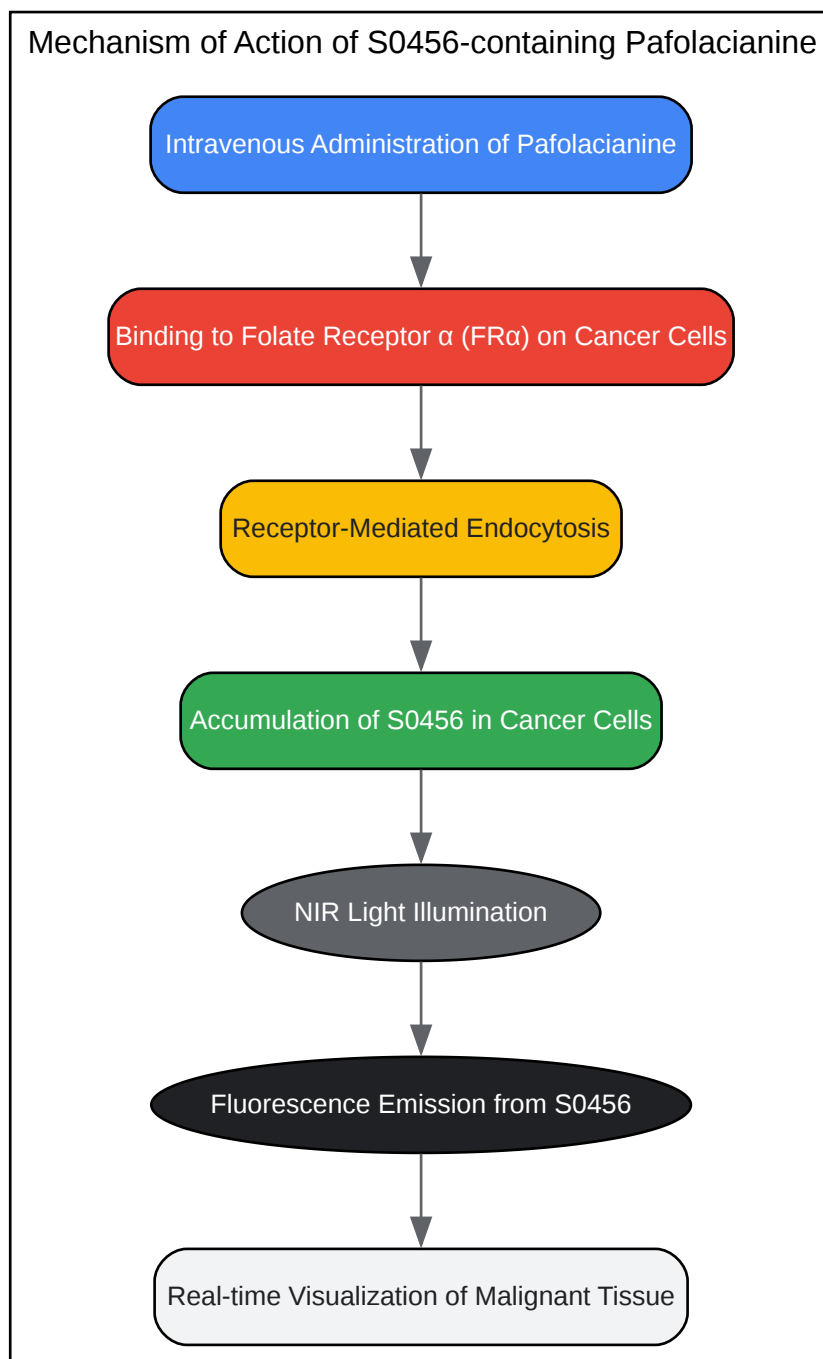 Mechanism of Action of S0456-containing Pafolacianine
Intravenous Administration of Pafolacianine
Binding to Folate Receptor α (FRα) on Cancer Cells
Receptor-Mediated Endocytosis
Accumulation of S0456 in Cancer Cells
NIR Light Illumination
Fluorescence Emission from S0456
Real-time Visualization of Malignant Tissue